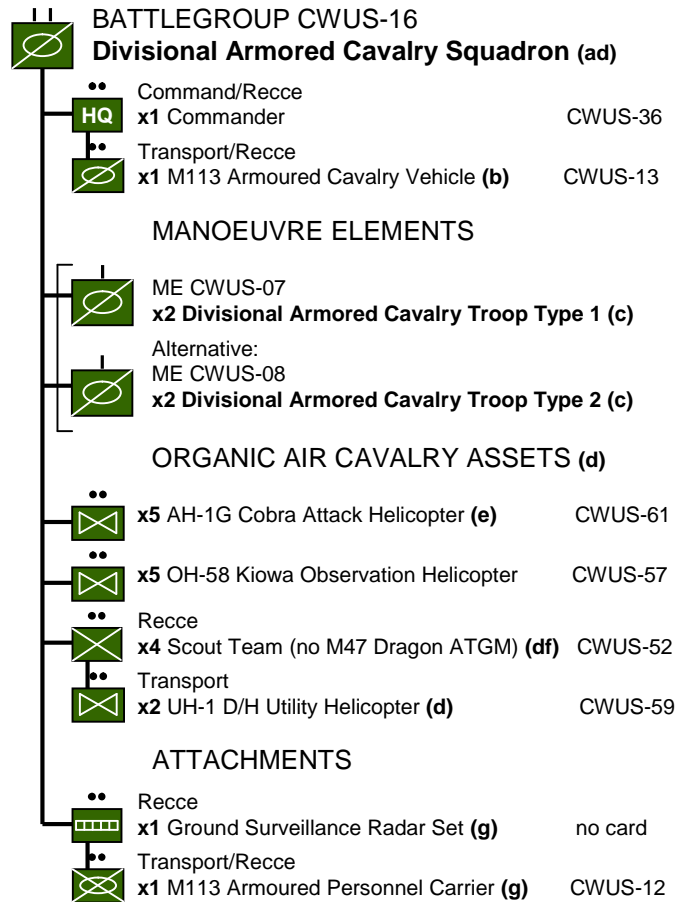 BATTLEGROUP CWUS-16
Divisional Armored Cavalry Squadron (ad)
Command/Recce
HQ x1 Commander CWUS-36
Transport/Recce
x1 M113 Armoured Cavalry Vehicle (b) CWUS-13
MANOEUVRE ELEMENTS
ME CWUS-07
x2 Divisional Armored Cavalry Troop Type 1 (c)
Alternative:
ME CWUS-08
x2 Divisional Armored Cavalry Troop Type 2 (c)
ORGANIC AIR CAVALRY ASSETS (d)
x5 AH-1G Cobra Attack Helicopter (e) CWUS-61
x5 OH-58 Kiowa Observation Helicopter CWUS-57
Recce
x4 Scout Team (no M47 Dragon ATGM) (df) CWUS-52
Transport
x2 UH-1 D/H Utility Helicopter (d) CWUS-59
ATTACHMENTS
Recce
x1 Ground Surveillance Radar Set (g) no card
Transport/Recce
x1 M113 Armoured Personnel Carrier (g) CWUS-12